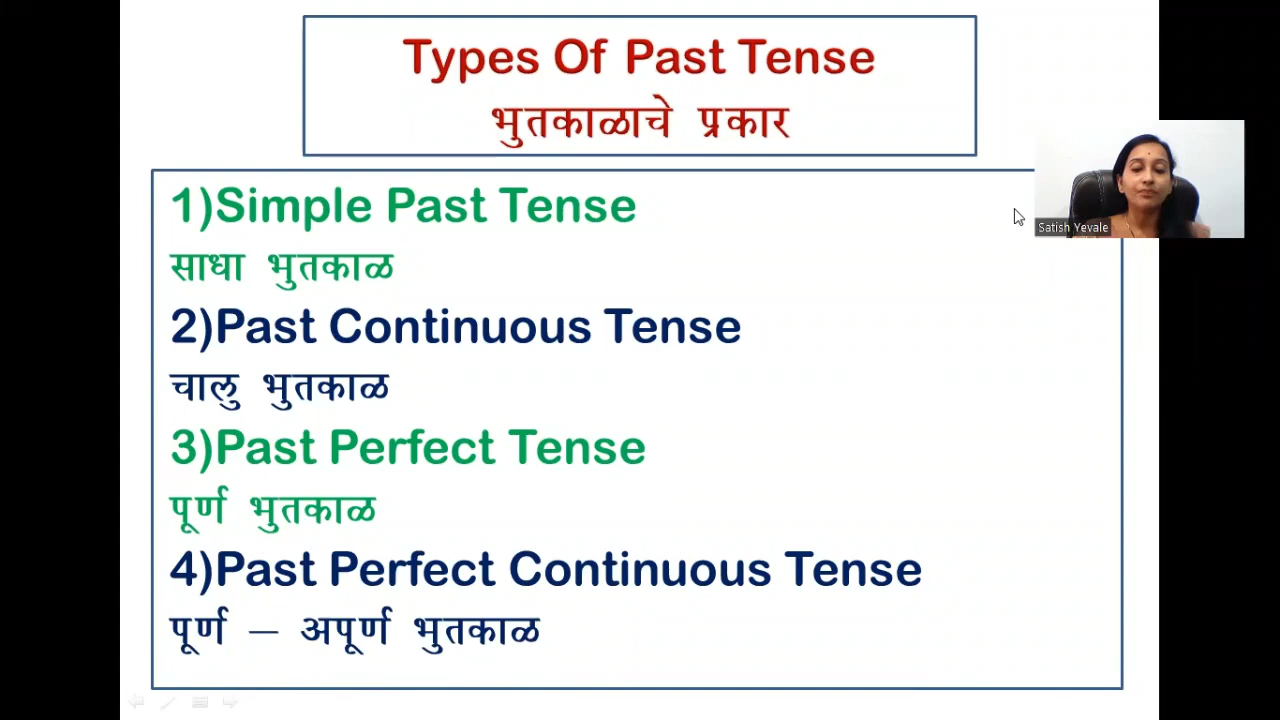 Types Of Past Tense
भुतकाळाचे प्रकार
1)Simple Past Tense
साधा भुतकाळ
Satish Yevale
2)Past Continuous Tense
चालु भुतकाळ
3)Past Perfect Tense
पूर्ण भुतकाळ
4)Past Perfect Continuous Tense
पूर्ण – अपूर्ण भुतकाळ